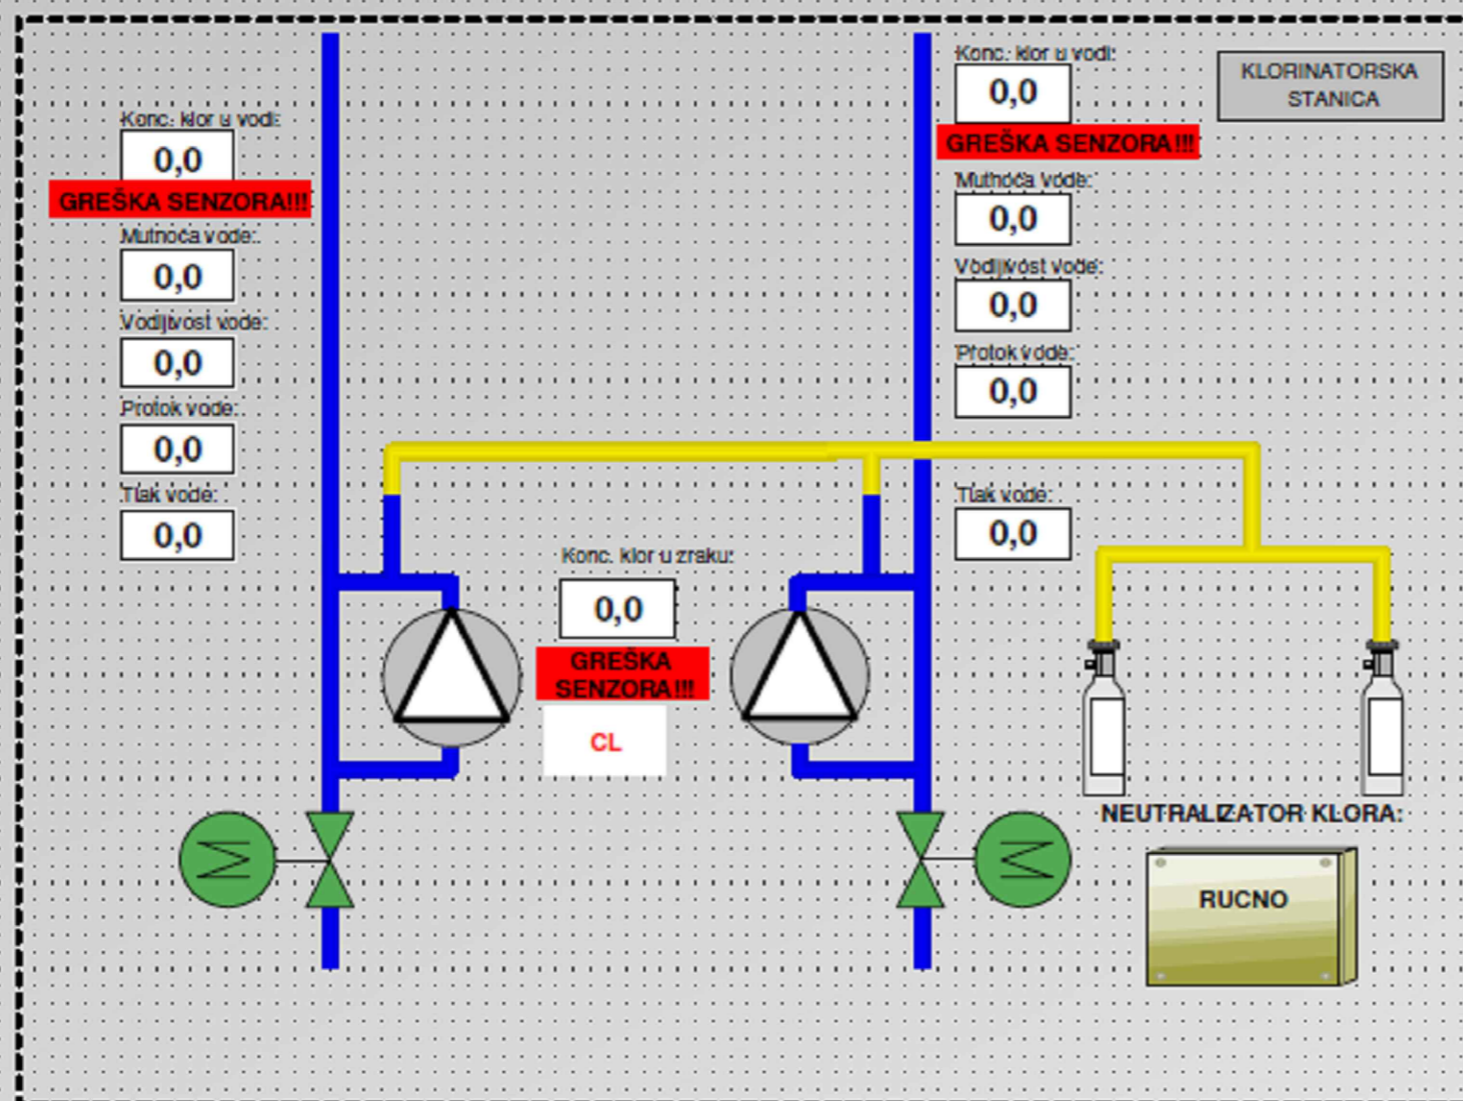 Konc. klor u vodi:
0,0
GREŠKA SENZORA!!!
Mutnoća vode:
0,0
Vodljivost vode:
0,0
Protok vode:
0,0
Tlak vode:
0,0
Konc. klor u zraku:
0,0
GREŠKA
SENZORA!!!
CL
Konc. klor u vodi:
0,0
GREŠKA SENZORA!!!
Mutnoća vode:
0,0
Vodljivost vode:
0,0
Protok vode:
0,0
Tlak vode:
0,0
KLORINATORSKA
STANICA
NEUTRALIZATOR KLORA:
RUCNO
M
M